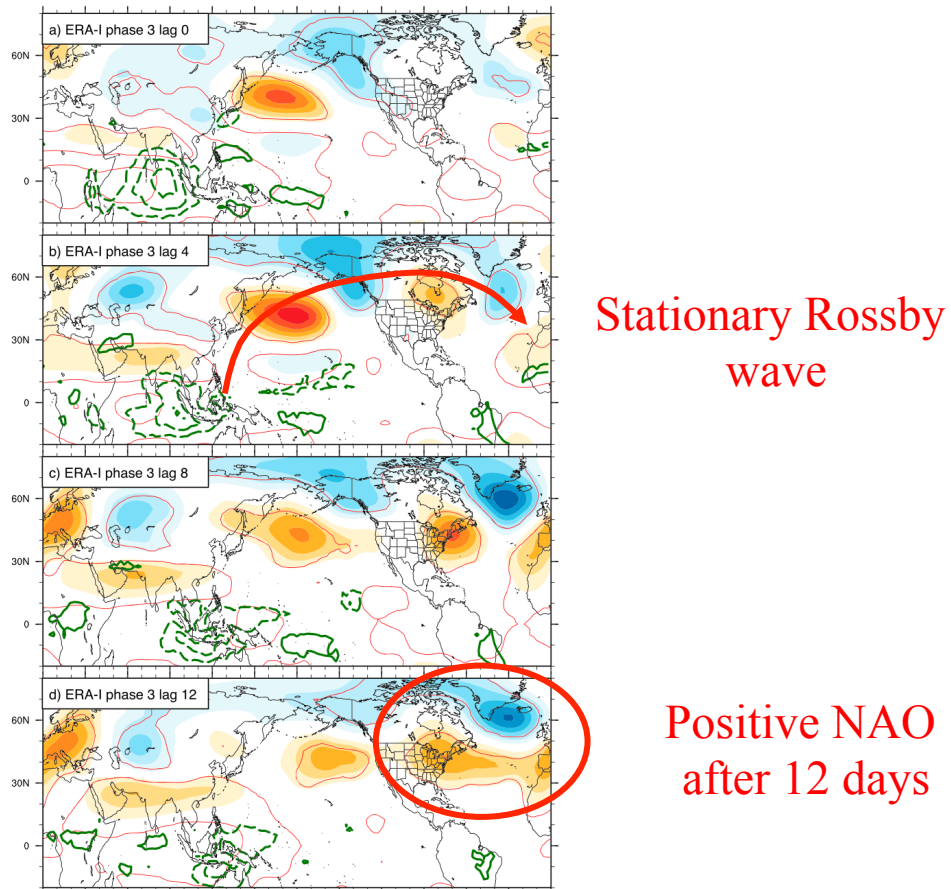 a) ERA-I phase 3 lag 0
60N
30N
0
b) ERA-I phase 3 lag 4
60N
30N
0
Stationary Rossby
wave
c) ERA-I phase 3 lag 8
60N
30N
0
d) ERA-I phase 3 lag 12
60N
30N
0
Positive NAO
after 12 days